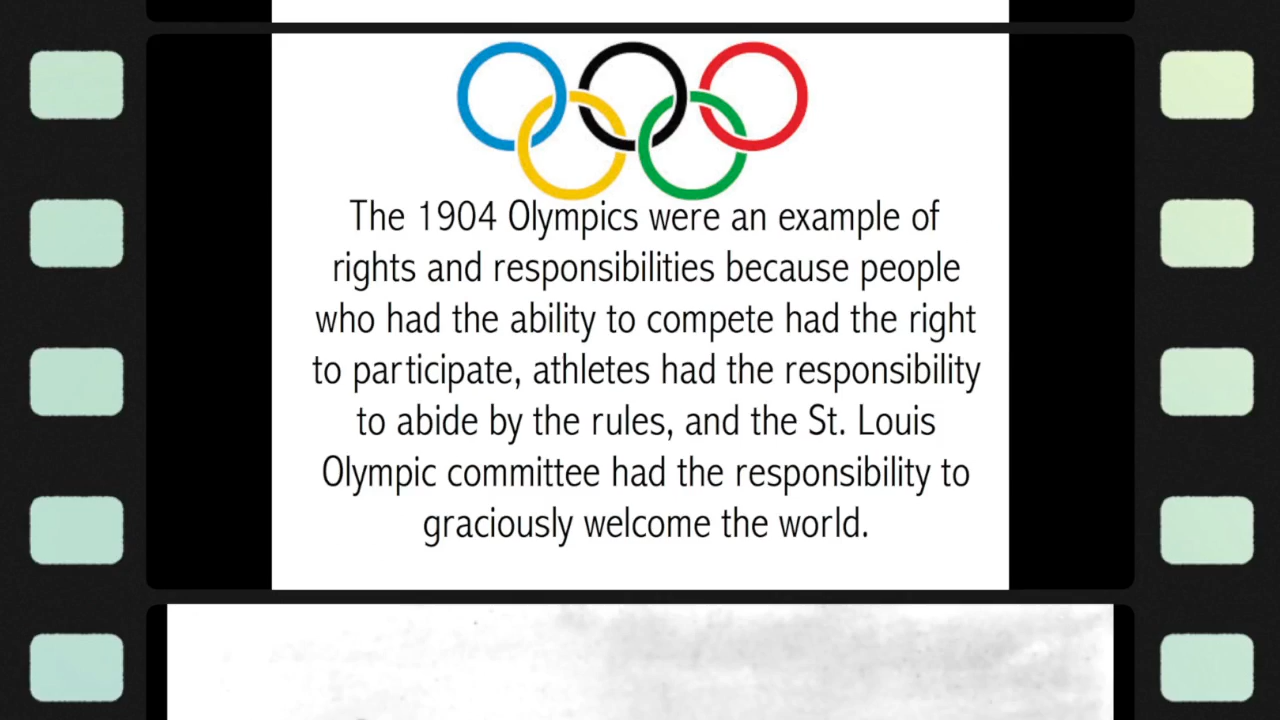 The 1904 Olympics were an example of
rights and responsibilities because people
who had the ability to compete had the right
to participate, athletes had the responsibility
to abide by the rules, and the St. Louis
Olympic committee had the responsibility to
graciously welcome the world.